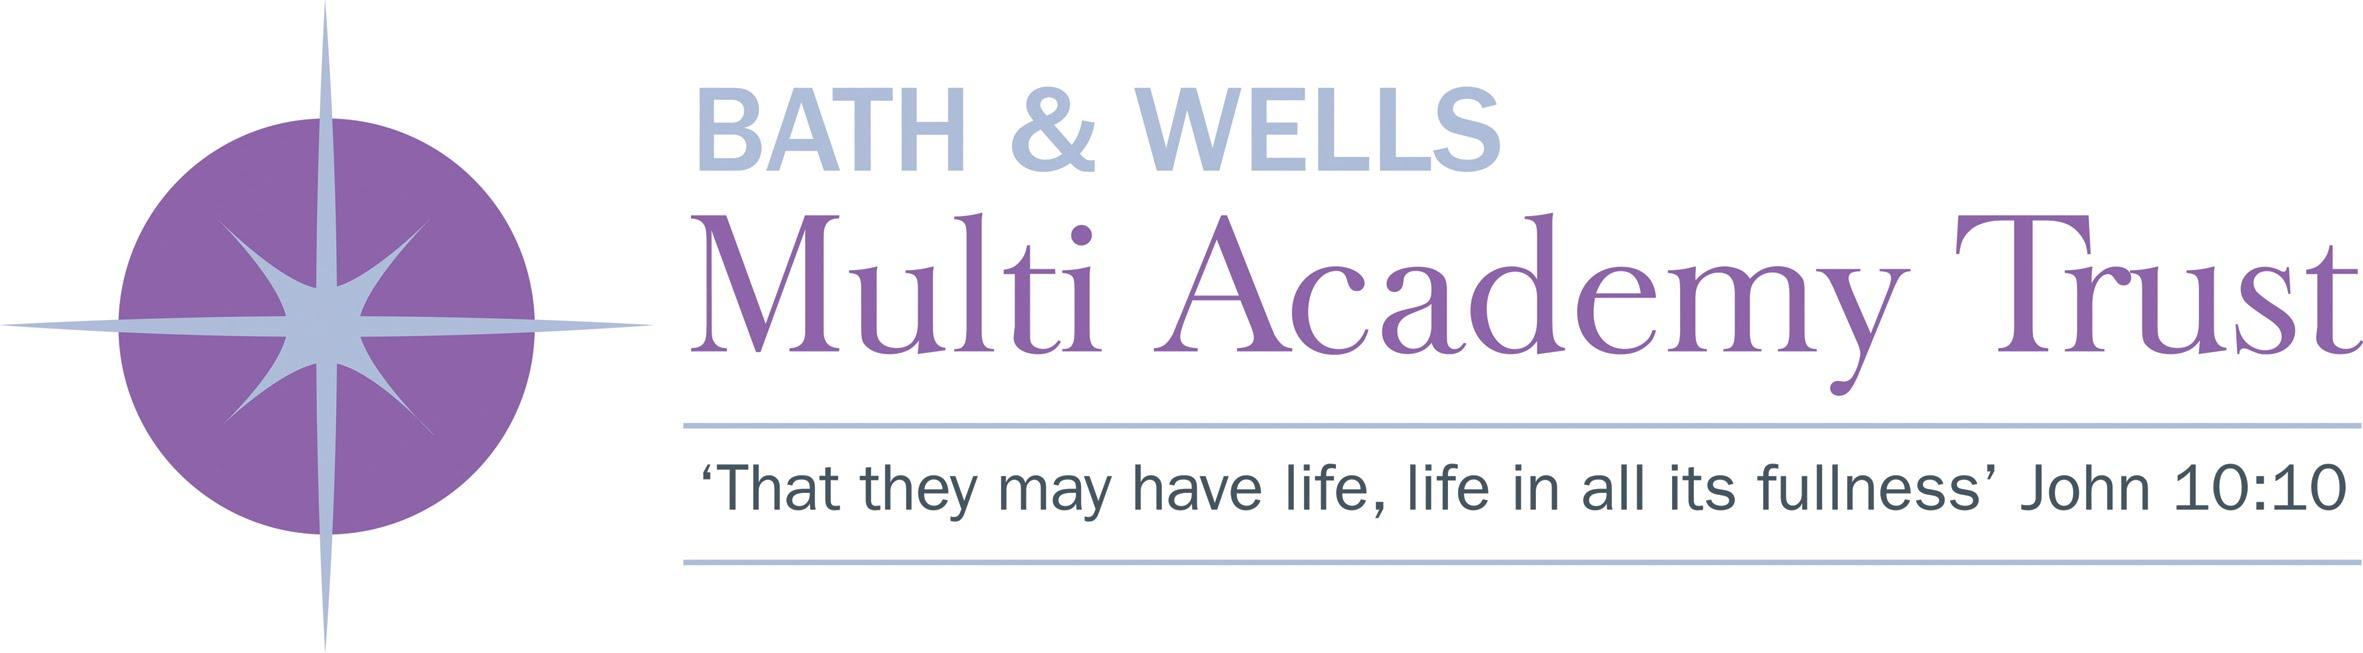 BATH & WELLS
Multi Academy Trust
‘That they may have life, life in all its fullness’ John 10:10